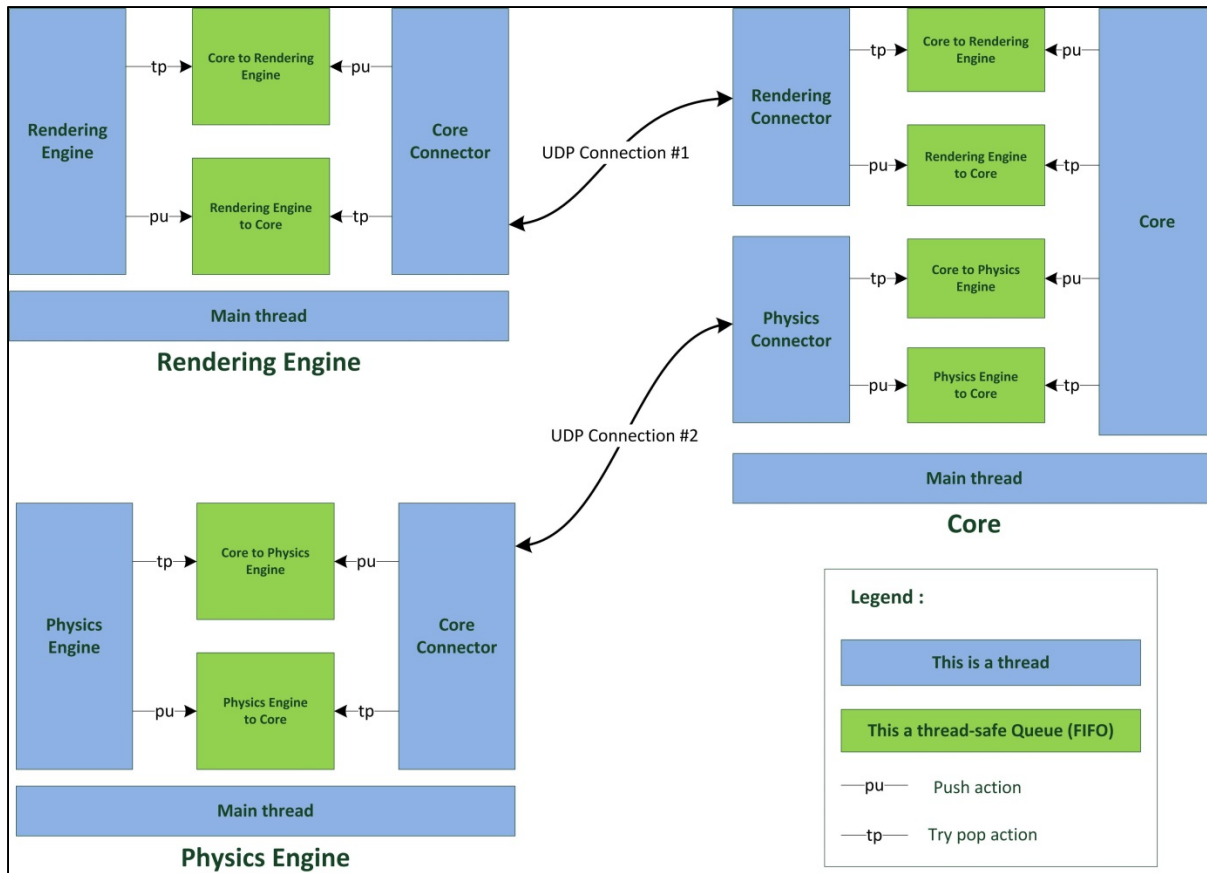 Rendering
Engine
tp
Core to Rendering
Engine
pu
pu
Rendering Engine
to Core
tp
Core
Connector
Main thread
Rendering Engine
UDP Connection #1
Rendering
Connector
tp
Core to Rendering
Engine
pu
pu
Rendering Engine
to Core
tp
Physics
Connector
tp
Core to Physics
Engine
pu
pu
Physics Engine
to Core
tp
Core
Main thread
Core
UDP Connection #2
Physics
Engine
tp
Core to Physics
Engine
pu
pu
Physics Engine
to Core
tp
Core
Connector
Main thread
Physics Engine
Legend :
This is a thread
This a thread-safe Queue (FIFO)
pu Push action
tp Try pop action